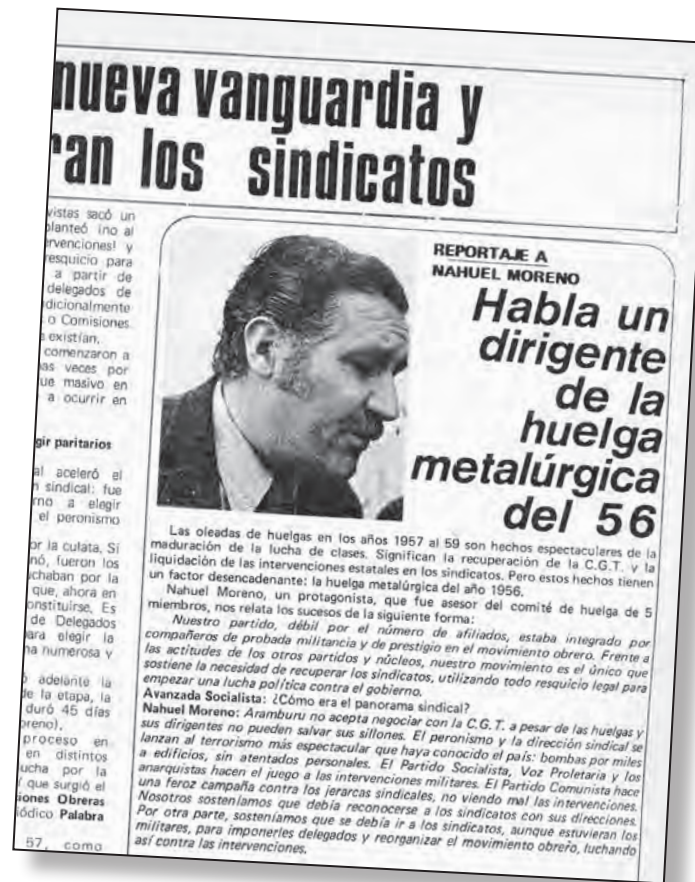 nueva vanguardia y
ran los sindicatos
vistas sacó un
planteó (no al
ervenciones! y
resquicio para
a partir de
delegados de
dicionalmente
o Comisiones
existían.
comenzaron a
as veces por
ue masivo en
a ocurrir en
gir paritarios
al aceleró el
n sindical: fue
rno a elegir
el peronismo
or la culata. Si
nó, fueron los
uchaban por la
que, ahora en
onstituirse. Es
de Delegados
ara elegir la
na numerosa y
ó adelante la
de la etapa, la
duró 45 días
oreno).
proceso en
en distintos
ucha por la
que surgió el
iones Obreras
iódico Palabra
57, como
REPORTAJE A
NAHUEL MORENO
Habla un
dirigente
de la
huelga
metalúrgica
del 56
Las oleadas de huelgas en los años 1957 al 59 son hechos espectaculares de la
maduración de la lucha de clases. Significan la recuperación de la C.G.T. y la
liquidación de las intervenciones estatales en los sindicatos. Pero estos hechos tienen
un factor desencadenante: la huelga metalúrgica del año 1956.
Nahuel Moreno, un protagonista, que fue asesor del comité de huelga de 5
miembros, nos relata los sucesos de la siguiente forma:
Nuestro partido, débil por el número de afiliados, estaba integrado por
compañeros de probada militancia y de prestigio en el movimiento obrero. Frente a
las actitudes de los otros partidos y núcleos, nuestro movimiento es el único que
sostiene la necesidad de recuperar los sindicatos, utilizando todo resquicio legal para
empezar una lucha política contra el gobierno.
Avanzada Socialista: ¿Cómo era el panorama sindical?
Nahuel Moreno: Aramburu no acepta negociar con la C.G.T. a pesar de las huelgas y
sus dirigentes no pueden salvar sus sillones. El peronismo y la dirección sindical se
lanzan al terrorismo más espectacular que haya conocido el país: bombas por miles
a edificios, sin atentados personales. El Partido Socialista, Voz Proletaria y los
anarquistas hacen el juego a las intervenciones militares. El Partido Comunista hace
una feroz campaña contra los jerarcas sindicales, no viendo mal las intervenciones.
Nosotros sosteníamos que debía reconocerse a los sindicatos con sus direcciones.
Por otra parte, sosteníamos que se debía ir a los sindicatos, aunque estuvieran los
militares, para imponerles delegados y reorganizar el movimiento obreño, luchando
así contra las intervenciones.